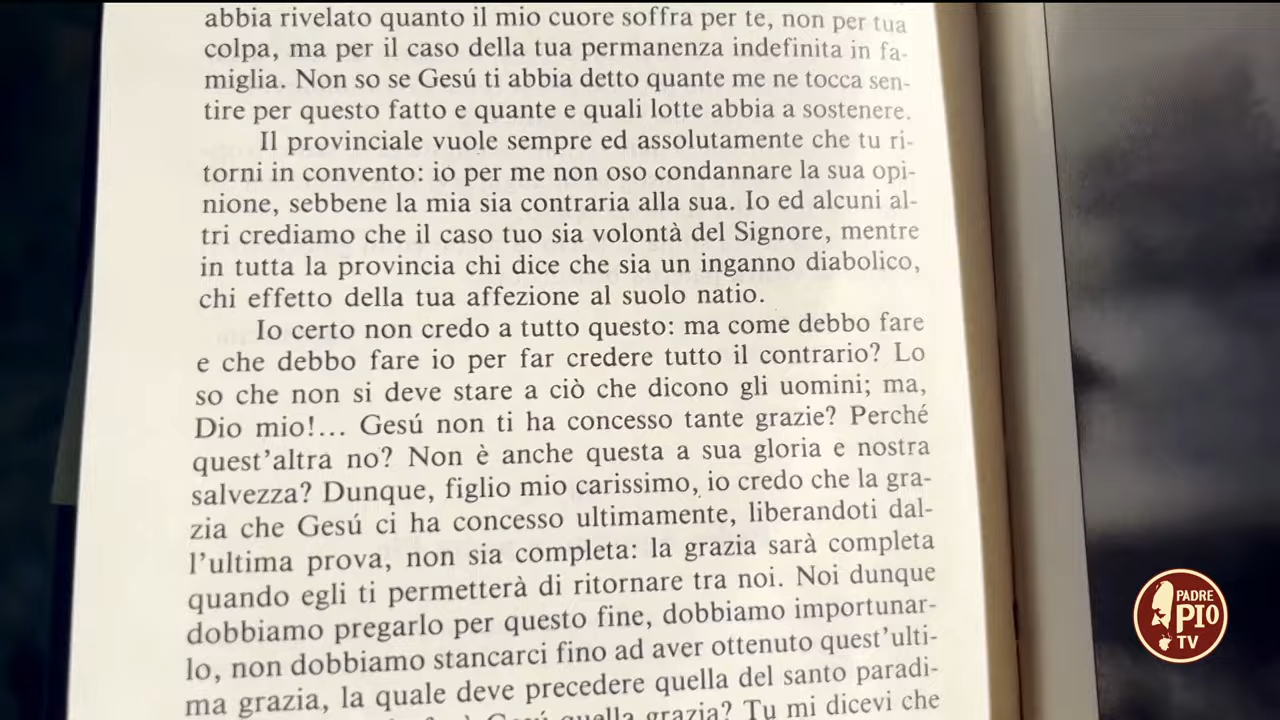 abbia rivelato quanto il mio cuore soffra per te, non per tua
colpa, ma per il caso della tua permanenza indefinita in fa-
miglia. Non so se Gesú ti abbia detto quante me ne tocca sen-
tire per questo fatto e quante e quali lotte abbia a sostenere.
Il provinciale vuole sempre ed assolutamente che tu ri-
torni in convento: io per me non oso condannare la sua opi-
nione, sebbene la mia sia contraria alla sua. Io ed alcuni al-
tri crediamo che il caso tuo sia volontà del Signore, mentre
in tutta la provincia chi dice che sia un inganno diabolico,
chi effetto della tua affezione al suolo natio.
Io certo non credo a tutto questo: ma come debbo fare
e che debbo fare io per far credere tutto il contrario? Lo
so che non si deve stare a ciò che dicono gli uomini; ma,
Dio mio!... Gesú non ti ha concesso tante grazie? Perché
quest'altra no? Non è anche questa a sua gloria e nostra
salvezza? Dunque, figlio mio carissimo, io credo che la gra-
zia che Gesú ci ha concesso ultimamente, liberandoti dal-
l'ultima prova, non sia completa: la grazia sarà completa
quando egli ti permetterà di ritornare tra noi. Noi dunque
dobbiamo pregarlo per questo fine, dobbiamo importunar-
lo, non dobbiamo stancarci fino ad aver ottenuto quest'ulti-
ma grazia, la quale deve precedere quella del santo paradi-
Gesú quella grazia? Tu mi dicevi che
PADRE
PIO
TV